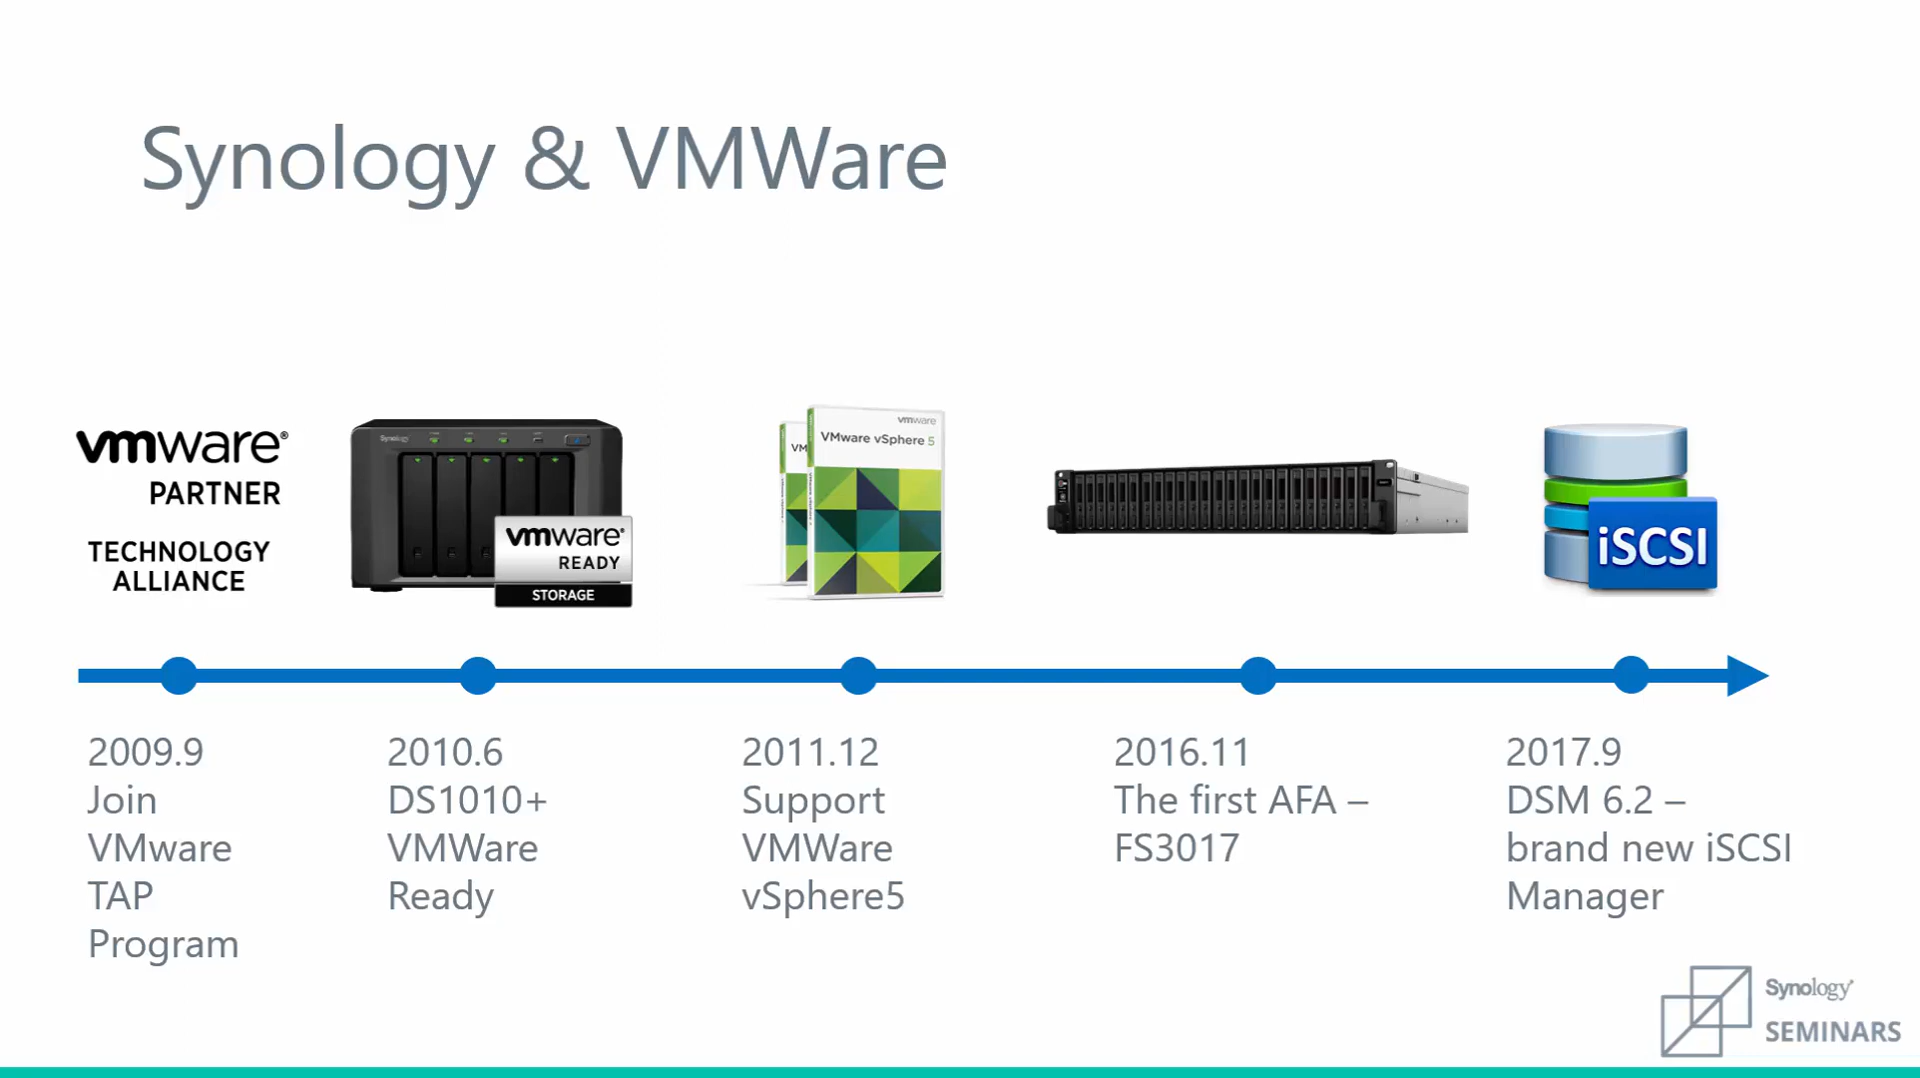 Synology & VMWare
vmware®
PARTNER
TECHNOLOGY
ALLIANCE
Synology
vmware®
READY
STORAGE
VM
vmware
VMware vSphere 5
iSCSI
2009.9
Join
VMware
TAP
Program
2010.6
DS1010+
VMWare
Ready
2011.12
Support
VMWare
vSphere5
2016.11
The first AFA –
FS3017
2017.9
DSM 6.2 –
brand new iSCSI
Manager
Synology®
SEMINARS